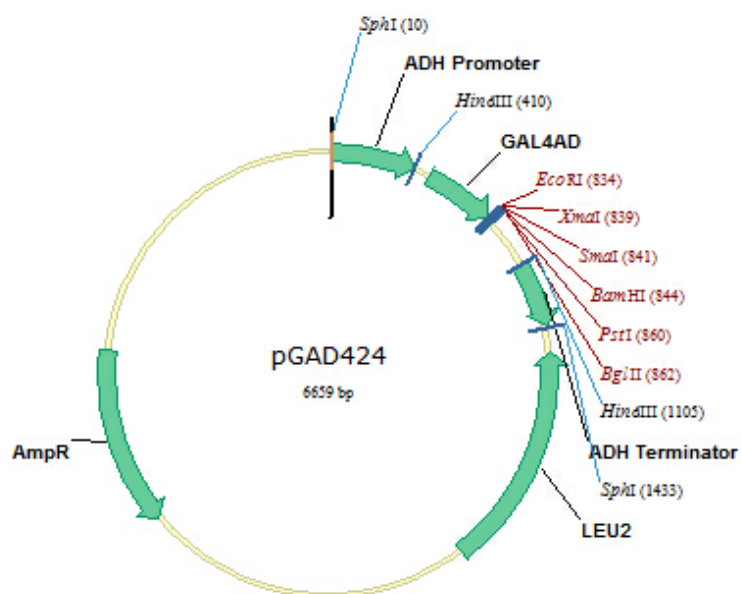 SphI (10)
ADH Promoter
HindIII (410)
GAL4AD
EcoRI (834)
XmaI (839)
SmaI (841)
BamHI (844)
PstI (860)
BglII (862)
HindIII (1105)
ADH Terminator
SphI (1433)
LEU2
AmpR
pGAD424
6659 bp